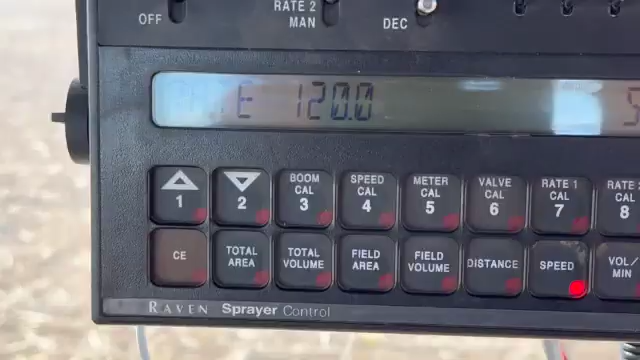 OFF
RATE 2
MAN
DEC
E 120.0
1
2
BOOM
CAL
3
SPEED
CAL
4
METER
CAL
5
VALVE
CAL
6
RATE 1
CAL
7
RATE
CAL
8
CE
TOTAL
AREA
TOTAL
VOLUME
FIELD
AREA
FIELD
VOLUME
DISTANCE
SPEED
VOL/
MIN
RAVEN Sprayer Control